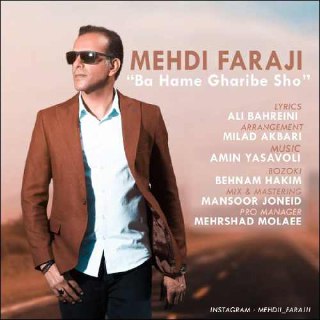 MEHDI FARAJI
“Ba Hame Gharibe Sho”
LYRICS
ALI BAHREINI
ARRANGEMENT
MILAD AKBARI
MUSIC
AMIN YASAVOLI
BOZOKI
BEHNAM HAKIM
MIX & MASTERING
MANSOOR JONEID
PRO MANAGER
MEHRSHAD MOLAEE
INSTAGRAM : MEHDII_FARAJII